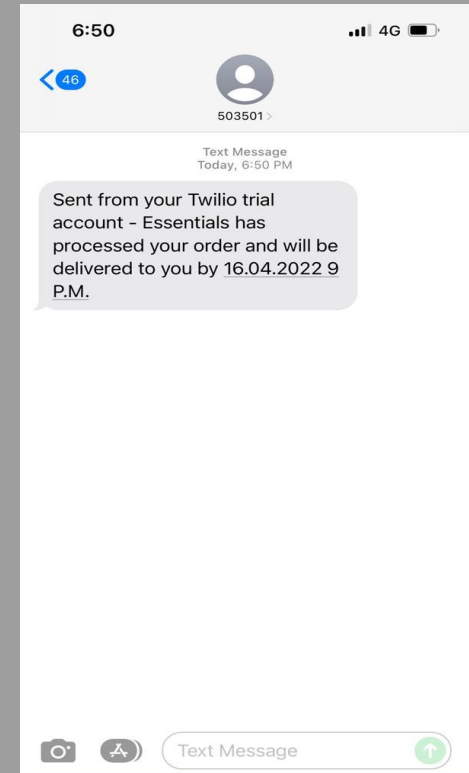 6:50
4G
46
503501
Text Message
Today, 6:50 PM
Sent from your Twilio trial
account - Essentials has
processed your order and will be
delivered to you by 16.04.2022 9
P.M.
Text Message